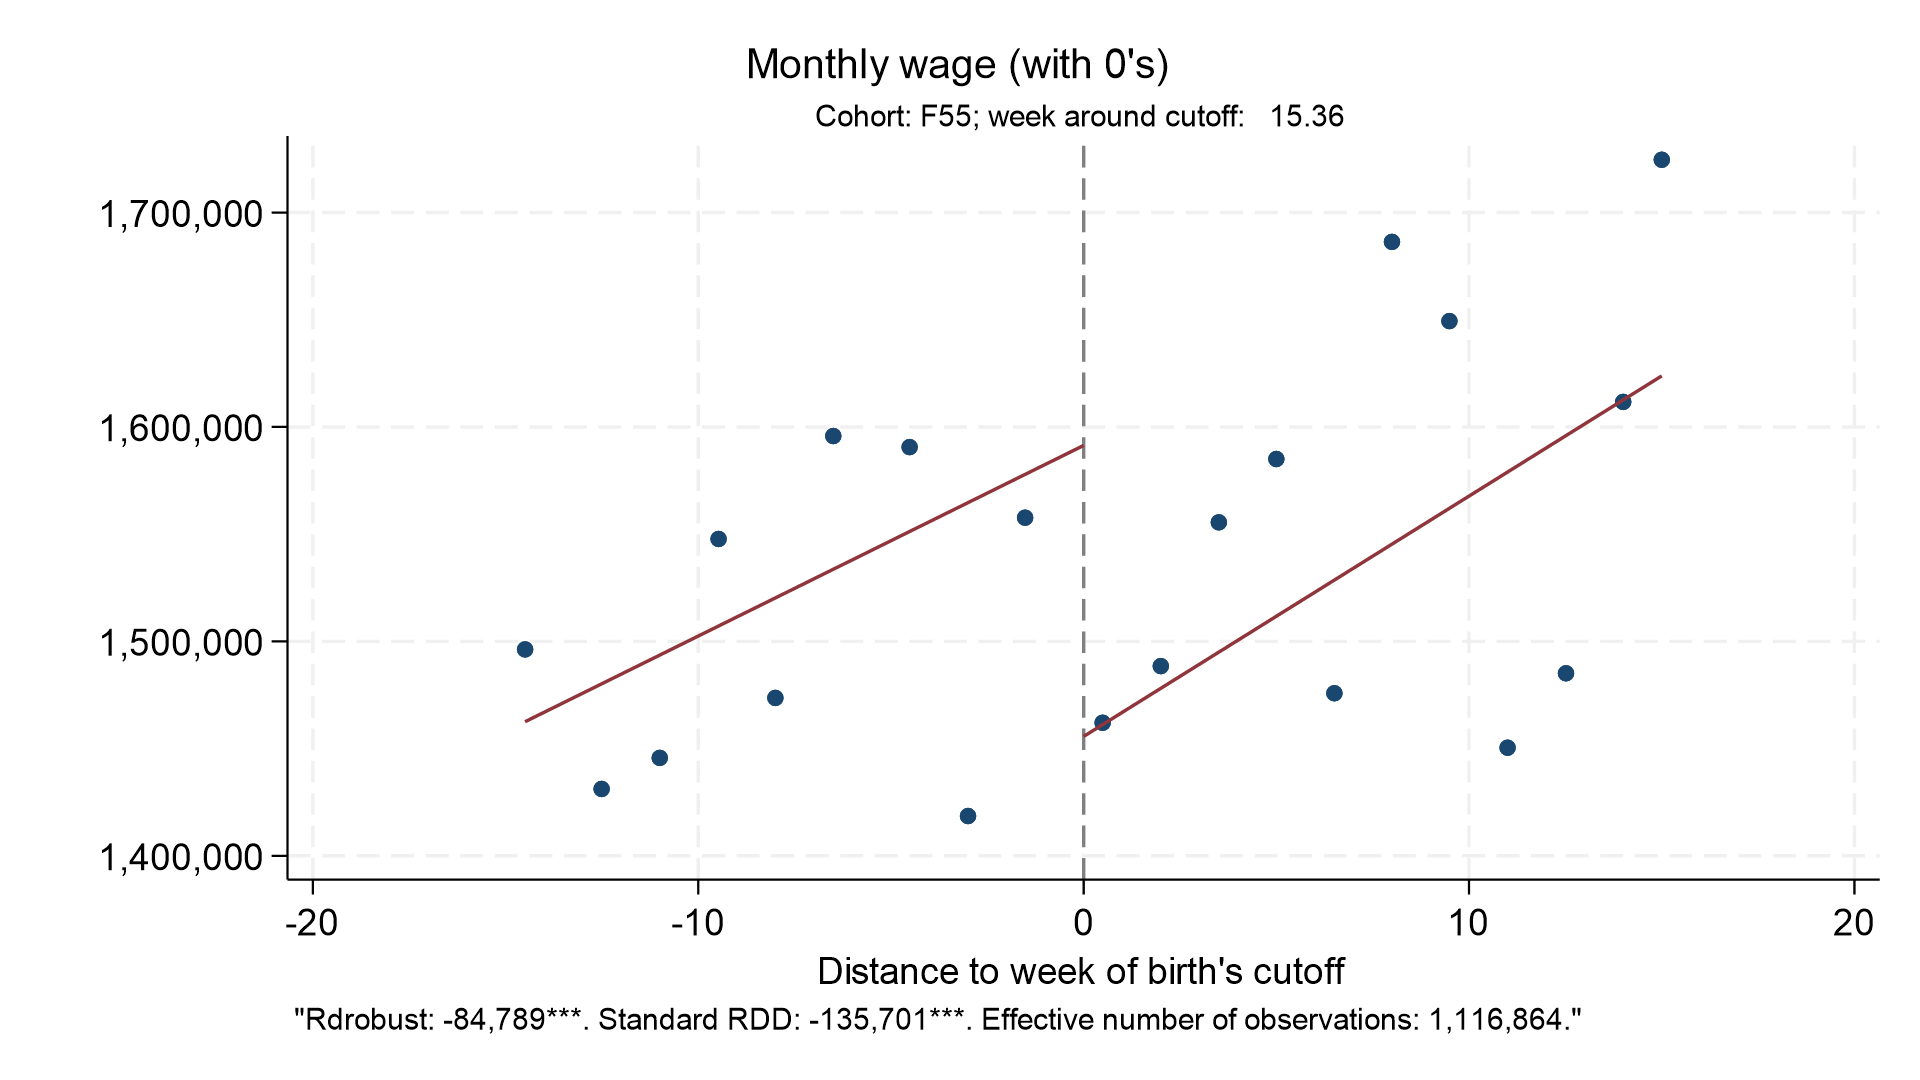 Monthly wage (with 0's)
Cohort: F55; week around cutoff: 15.36
1,700,000
1,600,000
1,500,000
1,400,000
-20 -10 0 10 20
Distance to week of birth's cutoff
"Rdrobust: -84,789***. Standard RDD: -135,701***. Effective number of observations: 1,116,864."